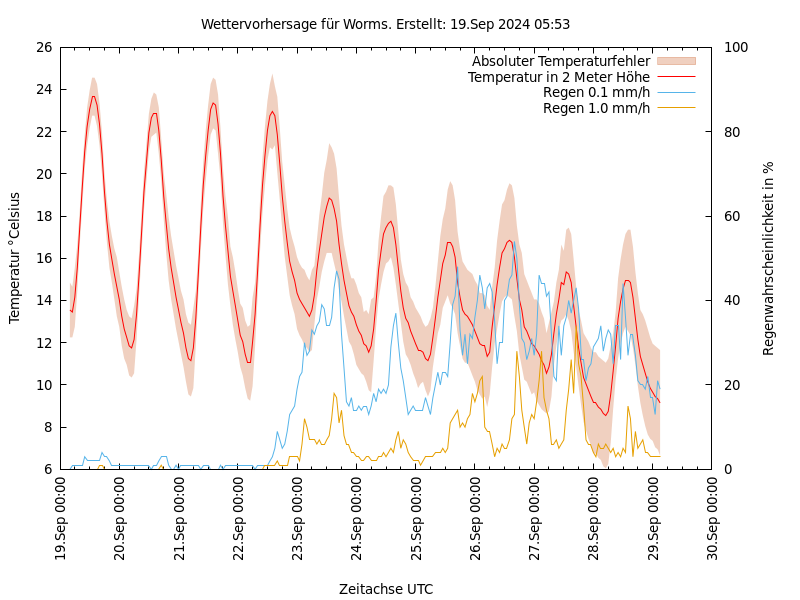 Wettervorhersage für Worms. Erstellt: 19.Sep 2024 05:53
Absoluter Temperaturfehler
Temperatur in 2 Meter Höhe
Regen 0.1 mm/h
Regen 1.0 mm/h
Temperatur °Celsius
26
24
22
20
18
16
14
12
10
8
6
100
80
60
40
20
0
Regenwahrscheinlichkeit in %
19.Sep 00:00
20.Sep 00:00
21.Sep 00:00
22.Sep 00:00
23.Sep 00:00
24.Sep 00:00
25.Sep 00:00
26.Sep 00:00
27.Sep 00:00
28.Sep 00:00
29.Sep 00:00
30.Sep 00:00
Zeitachse UTC